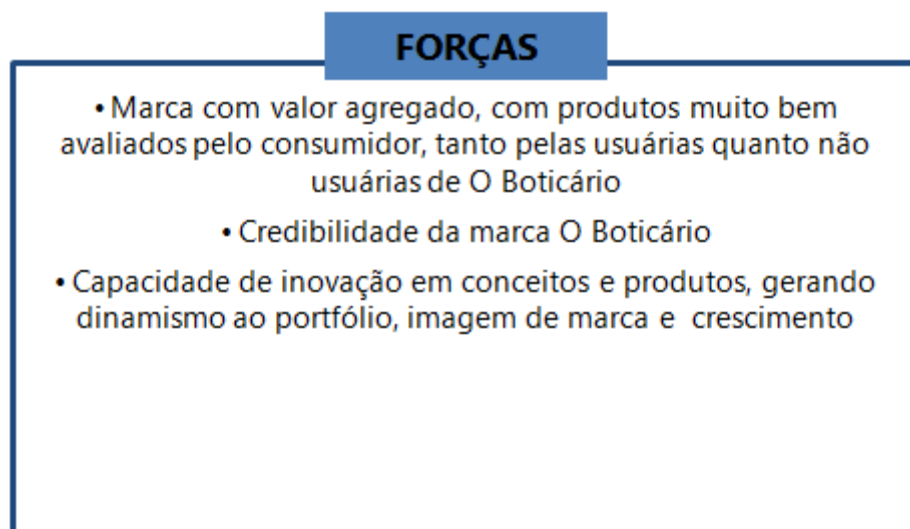 FORÇAS
• Marca com valor agregado, com produtos muito bem
avaliados pelo consumidor, tanto pelas usuárias quanto não
usuárias de O Boticário
• Credibilidade da marca O Boticário
• Capacidade de inovação em conceitos e produtos, gerando
dinamismo ao portfólio, imagem de marca e crescimento